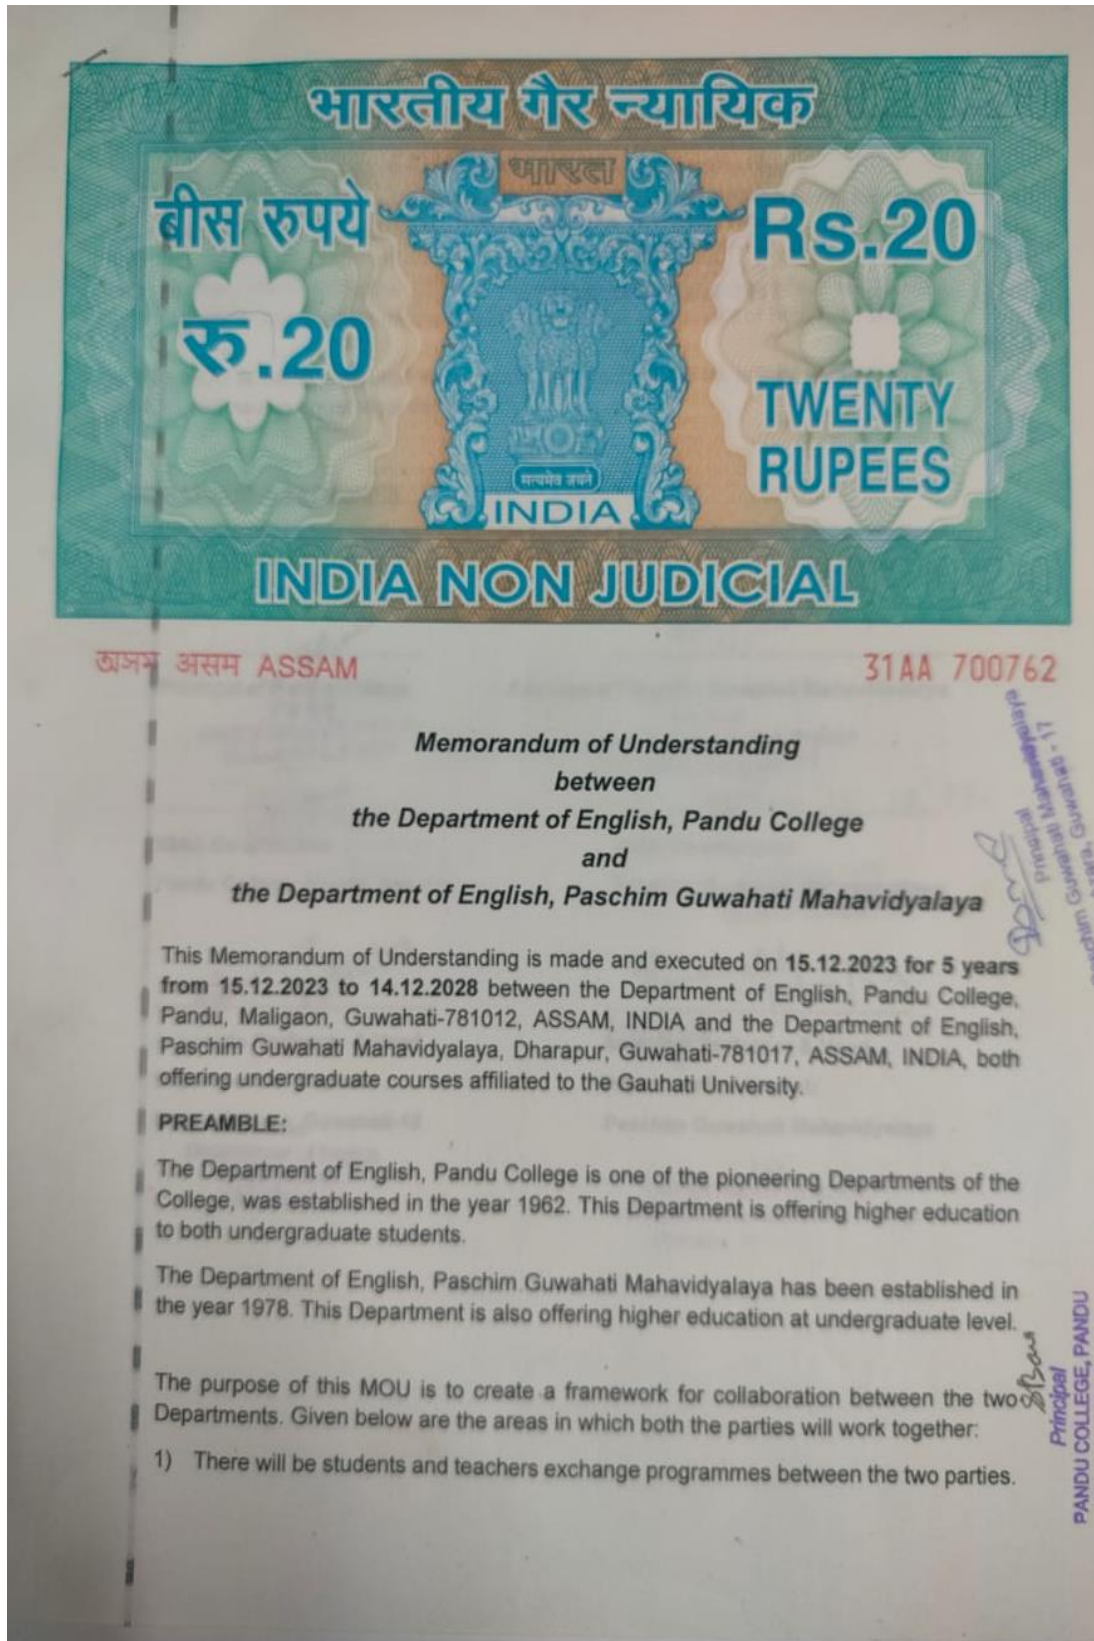 भारतीय गैर न्यायिक
भारत
बीस रुपये
रु.20
Rs.20
TWENTY
RUPEES
सत्यमेव जयते
INDIA
INDIA NON JUDICIAL
অসম असम ASSAM
31AA 700762
Memorandum of Understanding
between
the Department of English, Pandu College
and
the Department of English, Paschim Guwahati Mahavidyalaya
This Memorandum of Understanding is made and executed on 15.12.2023 for 5 years
from 15.12.2023 to 14.12.2028 between the Department of English, Pandu College,
Pandu, Maligaon, Guwahati-781012, ASSAM, INDIA and the Department of English,
Paschim Guwahati Mahavidyalaya, Dharapur, Guwahati-781017, ASSAM, INDIA, both
offering undergraduate courses affiliated to the Gauhati University.
PREAMBLE:
The Department of English, Pandu College is one of the pioneering Departments of the
College, was established in the year 1962. This Department is offering higher education
to both undergraduate students.
The Department of English, Paschim Guwahati Mahavidyalaya has been established in
the year 1978. This Department is also offering higher education at undergraduate level.
The purpose of this MOU is to create a framework for collaboration between the two
Departments. Given below are the areas in which both the parties will work together:
1) There will be students and teachers exchange programmes between the two parties.
Principal
Guwahati Mahavidyalaya
Guwahati - 17
Principal
PANDU COLLEGE, PANDU